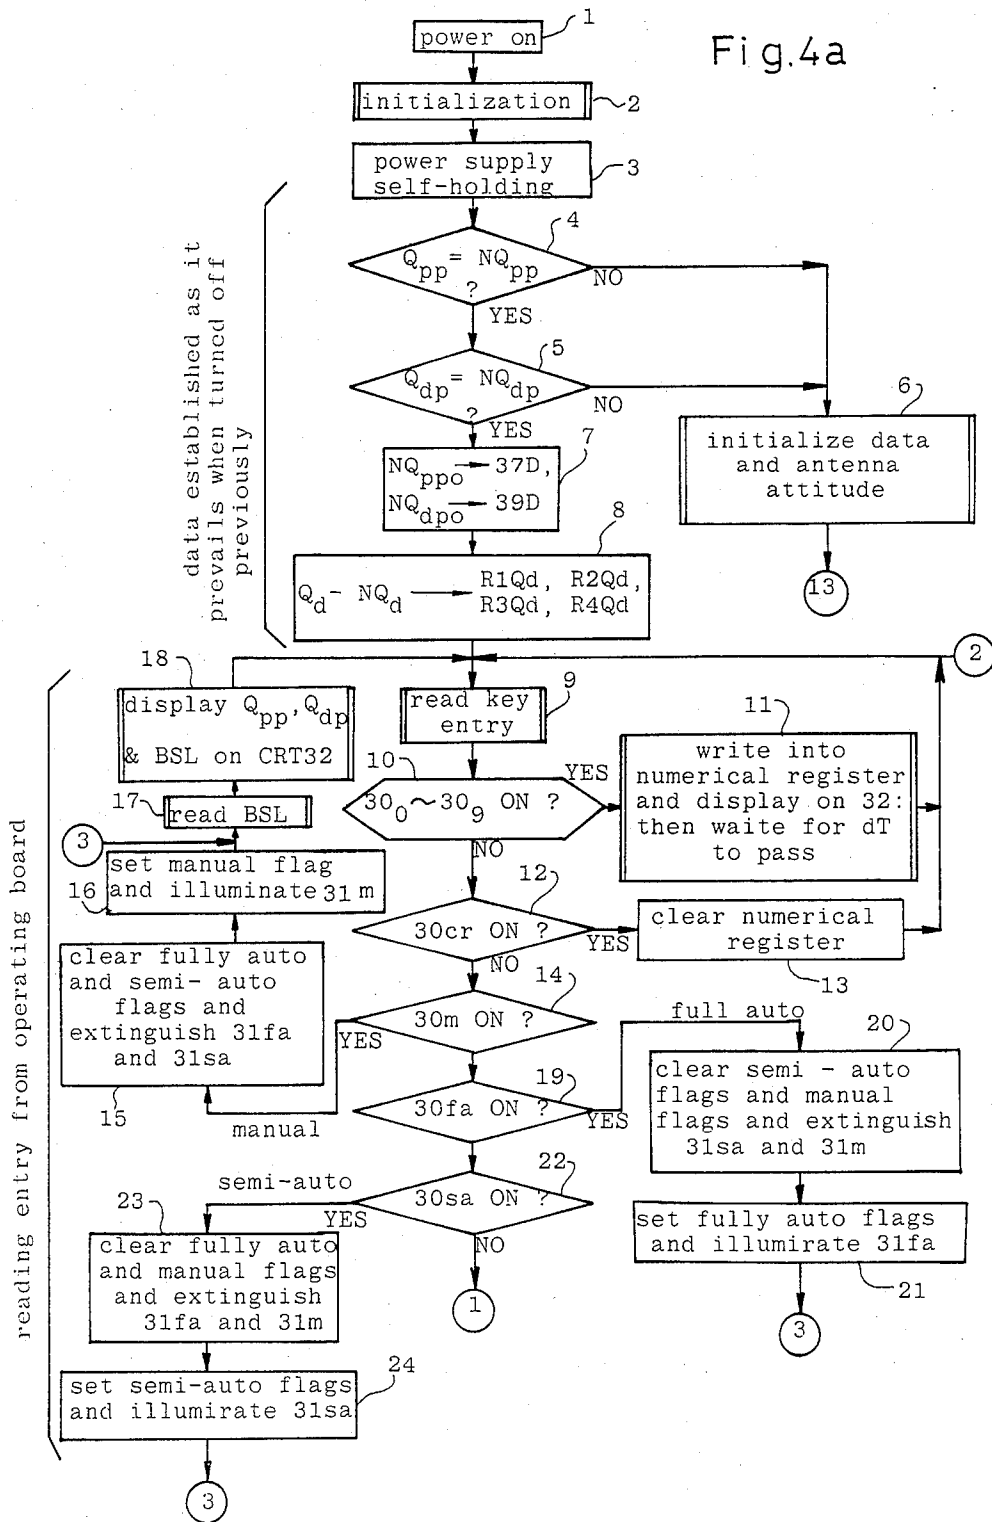 Fig.4a
power on
1
initialization
2
power supply
self-holding
3
4
Qpp = NQpp
?
NO
YES
5
Qdp = NQdp
?
NO
YES
6
initialize data
and antenna
attitude
13
7
NQppo → 37D,
NQdpo → 39D
8
Qd - NQd → R1Qd, R2Qd,
R3Qd, R4Qd
data established as it
prevails when turned off
previously
2
18
display Qpp, Qdp
& BSL on CRT32
9
read key
entry
10
30₀~30₉ ON ?
YES
NO
11
write into
numerical register
and display on 32:
then waite for dT
to pass
17
read BSL
3
set manual flag
and illuminate 31m
16
12
30cr ON ?
YES
NO
clear numerical
register
13
clear fully auto
and semi-auto
flags and
extinguish 31fa
and 31sa
15
14
30m ON ?
YES
manual
19
30fa ON ?
YES
full auto
20
clear semi-auto
flags and manual
flags and extinguish
31sa and 31m
set fully auto flags
and illumirate 31fa
21
3
22
30sa ON ?
YES
semi-auto
NO
1
23
clear fully auto
and manual flags
and extinguish
31fa and 31m
24
set semi-auto flags
and illumirate 31sa
3
reading entry from operating board